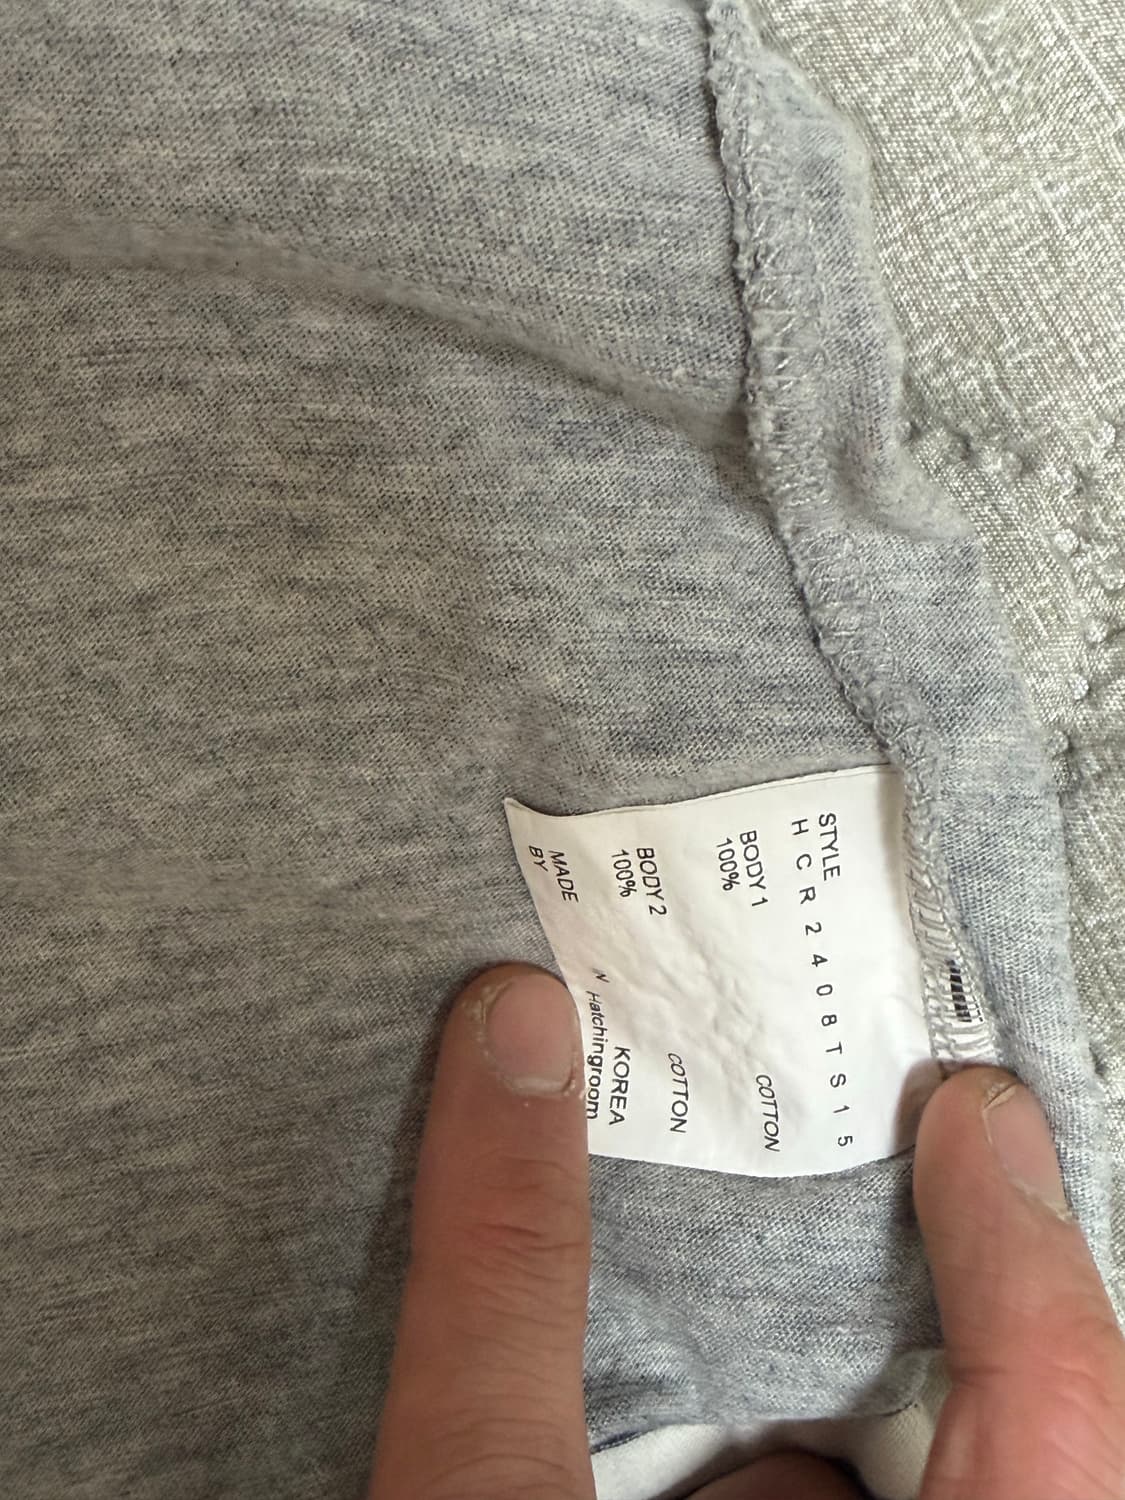 STYLE
H C R 2 4 0 8 T S 1 5
BODY 1
100% COTTON
BODY 2
100% COTTON
MADE N KOREA
BY Hatchingroom